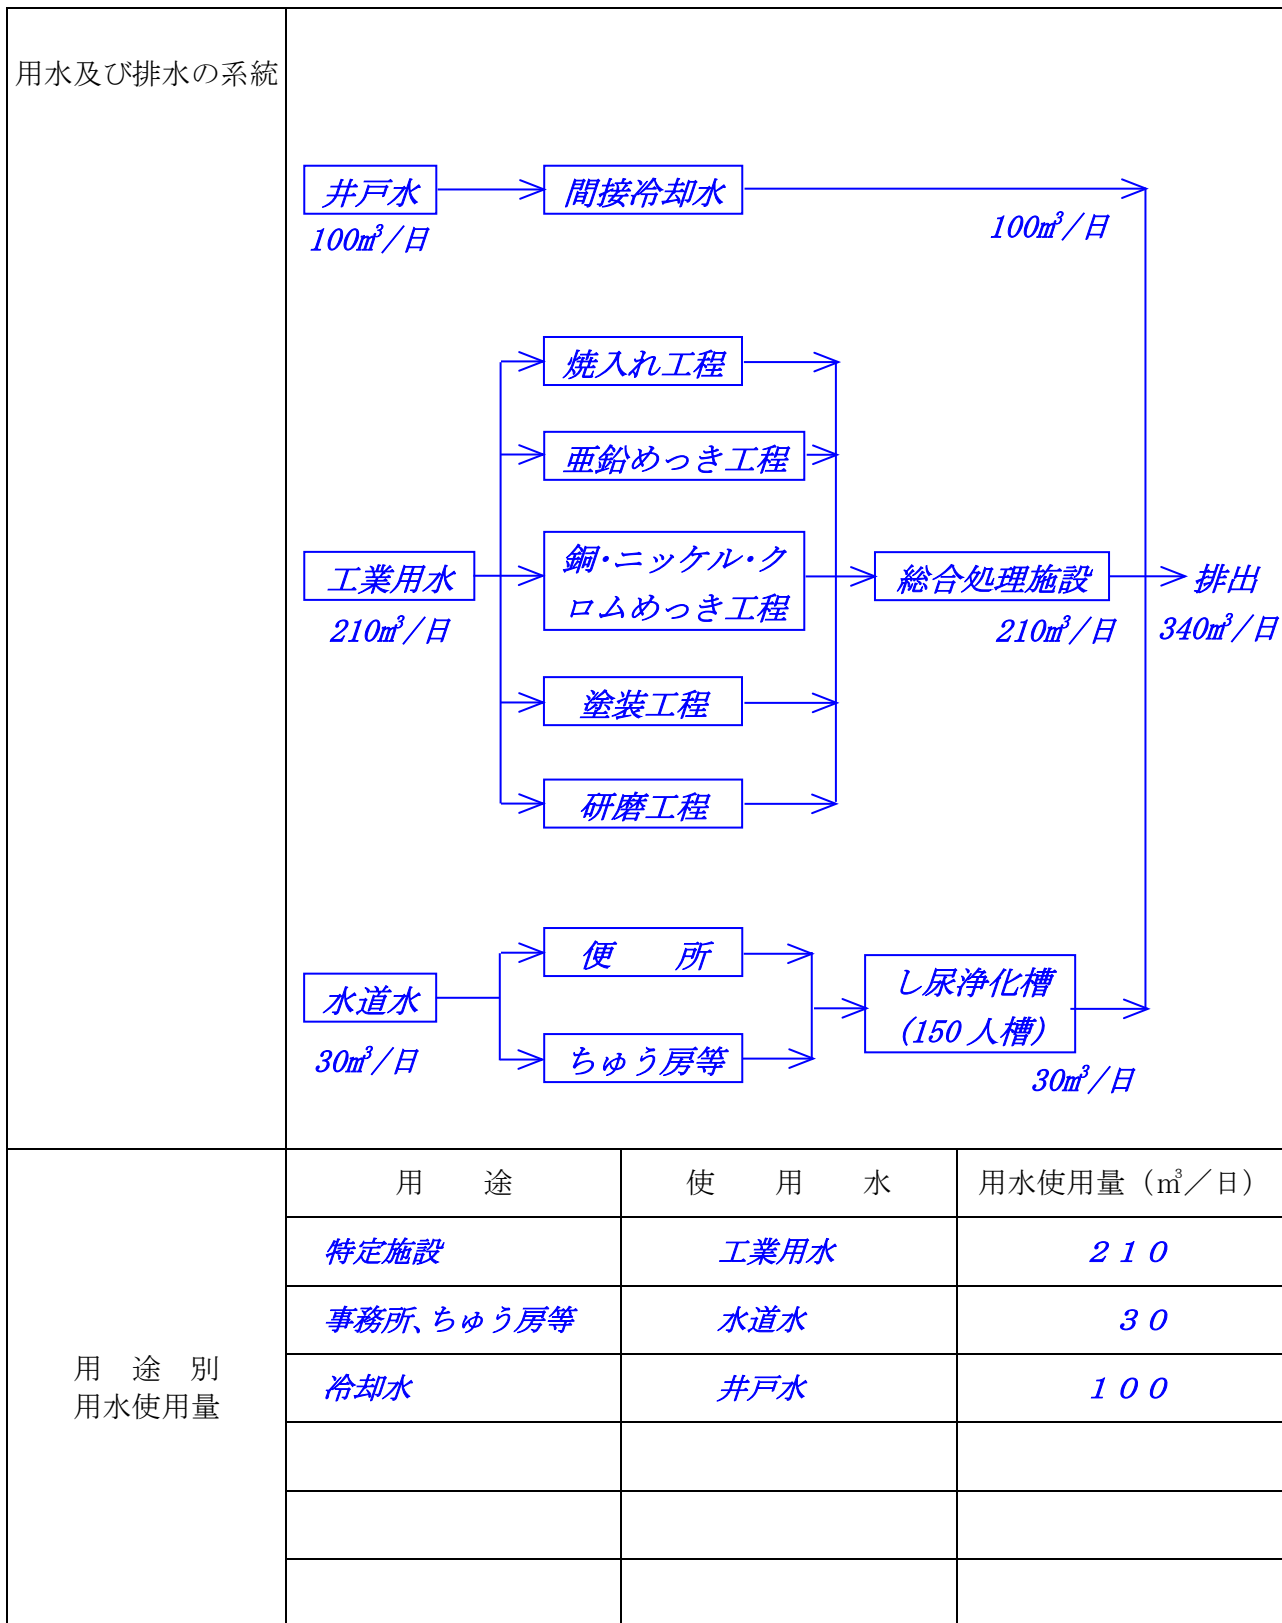 用水及び排水の系統
井戸水
間接冷却水
100㎥/日
100㎥/日
焼入れ工程
亜鉛めっき工程
銅・ニッケル・ク
ロムめっき工程
工業用水
総合処理施設
排出
210㎥/日
210㎥/日
340㎥/日
塗装工程
研磨工程
便　所
水道水
し尿浄化槽
(150人槽)
30㎥/日
ちゅう房等
30㎥/日
用　途　使　用　水　用水使用量（㎥／日）
特定施設　工業用水　２１０
事務所、ちゅう房等　水道水　３０
用　途　別
用水使用量
冷却水　井戸水　１００